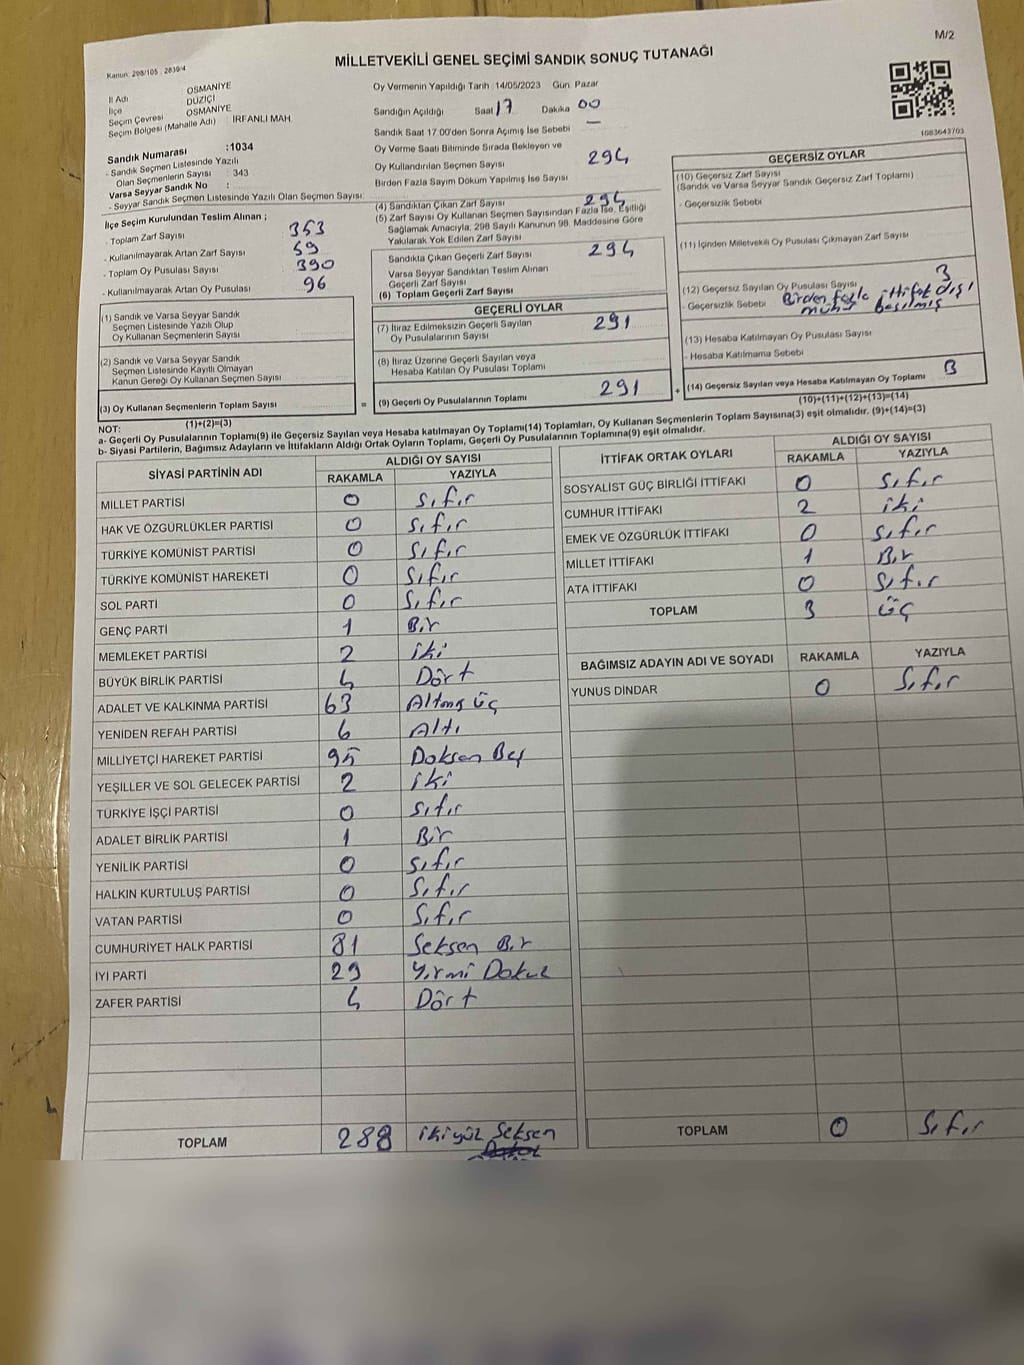 M/2
Kanun: 298/105 ; 2839/4
MİLLETVEKİLİ GENEL SEÇİMİ SANDIK SONUÇ TUTANAĞI
İl Adı OSMANİYE
İlçe DÜZİÇİ
Seçim Çevresi OSMANİYE
Seçim Bölgesi (Mahalle Adı) : İRFANLI MAH.
Sandık Numarası :1034
- Sandık Seçmen Listesinde Yazılı
Olan Seçmenlerin Sayısı : 343
Varsa Seyyar Sandık No :
- Seyyar Sandık Seçmen Listesinde Yazılı Olan Seçmen Sayısı:
İlçe Seçim Kurulundan Teslim Alınan ;
- Toplam Zarf Sayısı 353
- Kullanılmayarak Artan Zarf Sayısı 59
- Toplam Oy Pusulası Sayısı 390
- Kullanılmayarak Artan Oy Pusulası 96
(1) Sandık ve Varsa Seyyar Sandık
Seçmen Listesinde Yazılı Olup
Oy Kullanan Seçmenlerin Sayısı
(2) Sandık ve Varsa Seyyar Sandık
Seçmen Listesinde Kayıtlı Olmayan
Kanun Gereği Oy Kullanan Seçmen Sayısı
(3) Oy Kullanan Seçmenlerin Toplam Sayısı
(1)+(2)=(3)
Oy Vermenin Yapıldığı Tarih :14/05/2023 Gün: Pazar
Sandığın Açıldığı Saat 17 Dakika 00
Sandık Saat 17:00'den Sonra Açılmış İse Sebebi —
Oy Verme Saati Bitiminde Sırada Bekleyen ve
Oy Kullandırılan Seçmen Sayısı 294
Birden Fazla Sayım Döküm Yapılmış İse Sayısı
(4) Sandıktan Çıkan Zarf Sayısı 294
(5) Zarf Sayısı Oy Kullanan Seçmen Sayısından Fazla İse, Eşitliği
Sağlamak Amacıyla, 298 Sayılı Kanunun 98. Maddesine Göre
Yakılarak Yok Edilen Zarf Sayısı
Sandıkta Çıkan Geçerli Zarf Sayısı 294
Varsa Seyyar Sandıktan Teslim Alınan
Geçerli Zarf Sayısı
(6) Toplam Geçerli Zarf Sayısı
GEÇERLİ OYLAR
(7) İtiraz Edilmeksizin Geçerli Sayılan
Oy Pusulalarının Sayısı 291
(8) İtiraz Üzerine Geçerli Sayılan veya
Hesaba Katılan Oy Pusulası Toplamı
= (9) Geçerli Oy Pusulalarının Toplamı 291
1083643703
GEÇERSİZ OYLAR
(10) Geçersiz Zarf Sayısı
(Sandık ve Varsa Seyyar Sandık Geçersiz Zarf Toplamı)
- Geçersizlik Sebebi
(11) İçinden Milletvekili Oy Pusulası Çıkmayan Zarf Sayısı
(12) Geçersiz Sayılan Oy Pusulası Sayısı 3
- Geçersizlik Sebebi Birden fazla ittifak dışı
mühür basılmış
(13) Hesaba Katılmayan Oy Pusulası Sayısı
- Hesaba Katılmama Sebebi
+ (14) Geçersiz Sayılan veya Hesaba Katılmayan Oy Toplamı 3
(10)+(11)+(12)+(13)=(14)
NOT:
a- Geçerli Oy Pusulalarının Toplamı(9) ile Geçersiz Sayılan veya Hesaba katılmayan Oy Toplamı(14) Toplamları, Oy Kullanan Seçmenlerin Toplam Sayısına(3) eşit olmalıdır. (9)+(14)=(3)
b- Siyasi Partilerin, Bağımsız Adayların ve İttifakların Aldığı Ortak Oyların Toplamı, Geçerli Oy Pusulalarının Toplamına(9) eşit olmalıdır.
SİYASİ PARTİNİN ADI ALDIĞI OY SAYISI
RAKAMLA YAZIYLA
MİLLET PARTİSİ 0 Sıfır
HAK VE ÖZGÜRLÜKLER PARTİSİ 0 Sıfır
TÜRKİYE KOMÜNİST PARTİSİ 0 Sıfır
TÜRKİYE KOMÜNİST HAREKETİ 0 Sıfır
SOL PARTİ 0 Sıfır
GENÇ PARTİ 1 Bir
MEMLEKET PARTİSİ 2 iki
BÜYÜK BİRLİK PARTİSİ 4 Dört
ADALET VE KALKINMA PARTİSİ 63 Altmış üç
YENİDEN REFAH PARTİSİ 6 Altı
MİLLİYETÇİ HAREKET PARTİSİ 95 Doksan Beş
YEŞİLLER VE SOL GELECEK PARTİSİ 2 iki
TÜRKİYE İŞÇİ PARTİSİ 0 Sıfır
ADALET BİRLİK PARTİSİ 1 Bir
YENİLİK PARTİSİ 0 Sıfır
HALKIN KURTULUŞ PARTİSİ 0 Sıfır
VATAN PARTİSİ 0 Sıfır
CUMHURİYET HALK PARTİSİ 81 Seksen Bir
İYİ PARTİ 29 Yirmi Dokuz
ZAFER PARTİSİ 4 Dört
TOPLAM 288 ikiyüz Seksen
İTTİFAK ORTAK OYLARI ALDIĞI OY SAYISI
RAKAMLA YAZIYLA
SOSYALİST GÜÇ BİRLİĞİ İTTİFAKI 0 Sıfır
CUMHUR İTTİFAKI 2 iki
EMEK VE ÖZGÜRLÜK İTTİFAKI 0 Sıfır
MİLLET İTTİFAKI 1 Bir
ATA İTTİFAKI 0 Sıfır
TOPLAM 3 üç
BAĞIMSIZ ADAYIN ADI VE SOYADI RAKAMLA YAZIYLA
YUNUS DİNDAR 0 Sıfır
TOPLAM 0 Sıfır